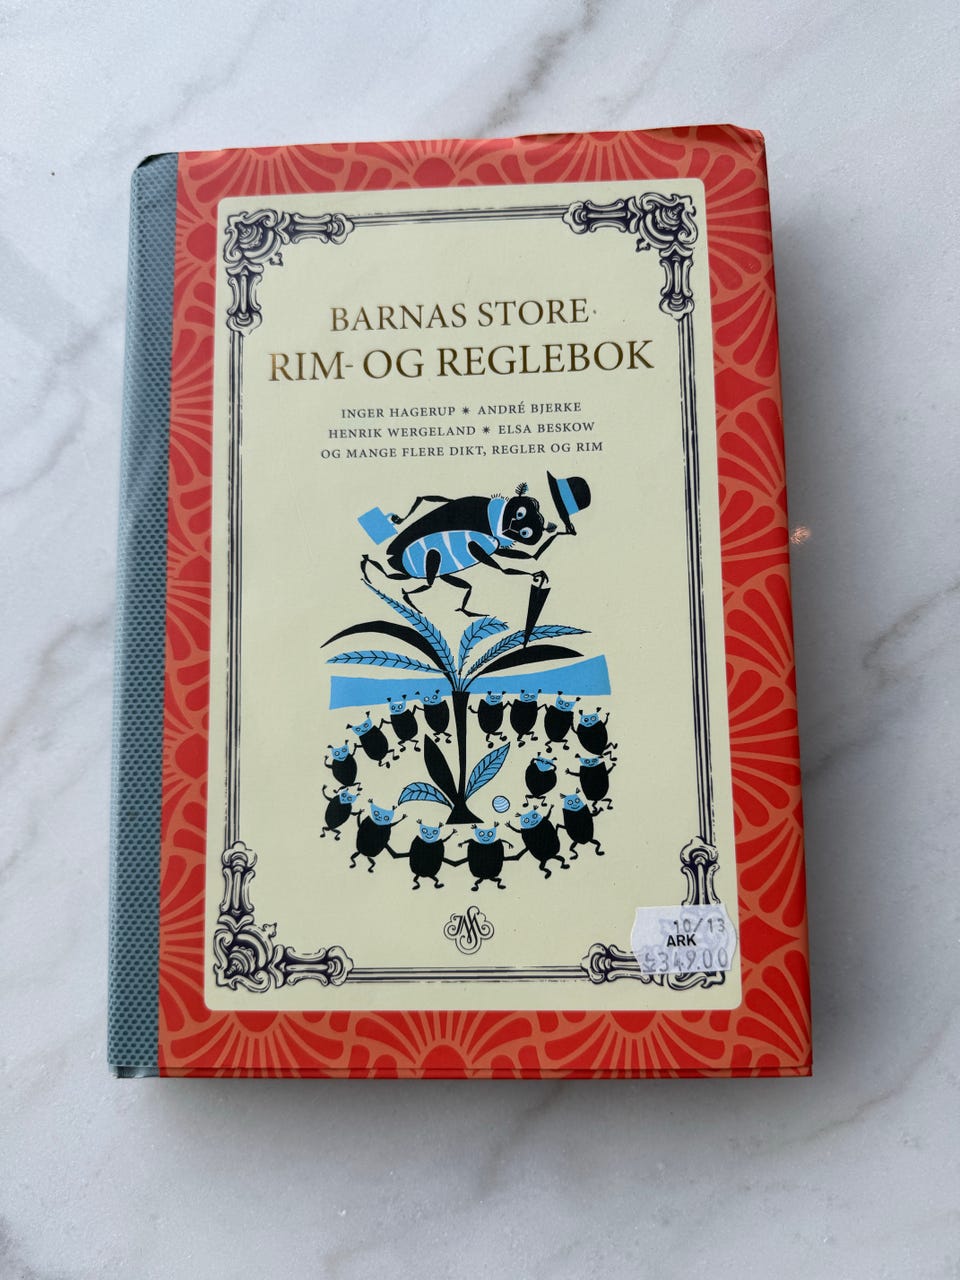 BARNAS STORE
RIM- OG REGLEBOK
INGER HAGERUP ✷ ANDRÉ BJERKE
HENRIK WERGELAND ✷ ELSA BESKOW
OG MANGE FLERE DIKT, REGLER OG RIM
10/13
ARK
349.00